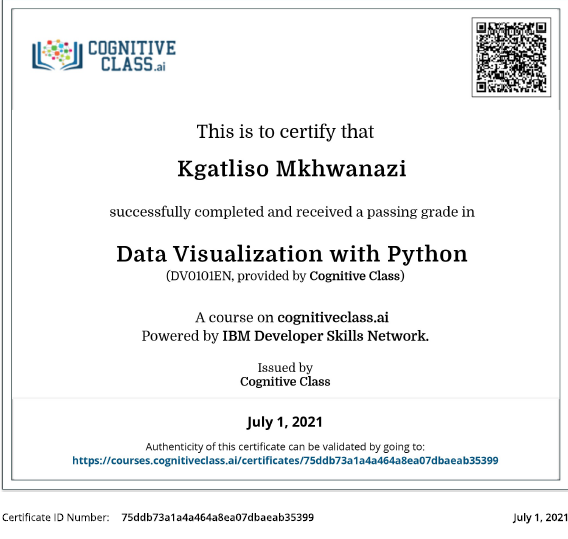 COGNITIVE
CLASS.ai
This is to certify that
Kgatliso Mkhwanazi
successfully completed and received a passing grade in
Data Visualization with Python
(DV0101EN, provided by Cognitive Class)
A course on cognitiveclass.ai
Powered by IBM Developer Skills Network.
Issued by
Cognitive Class
July 1, 2021
Authenticity of this certificate can be validated by going to:
https://courses.cognitiveclass.ai/certificates/75ddb73a1a4a464a8ea07dbaeab35399
Certificate ID Number: 75ddb73a1a4a464a8ea07dbaeab35399 July 1, 2021